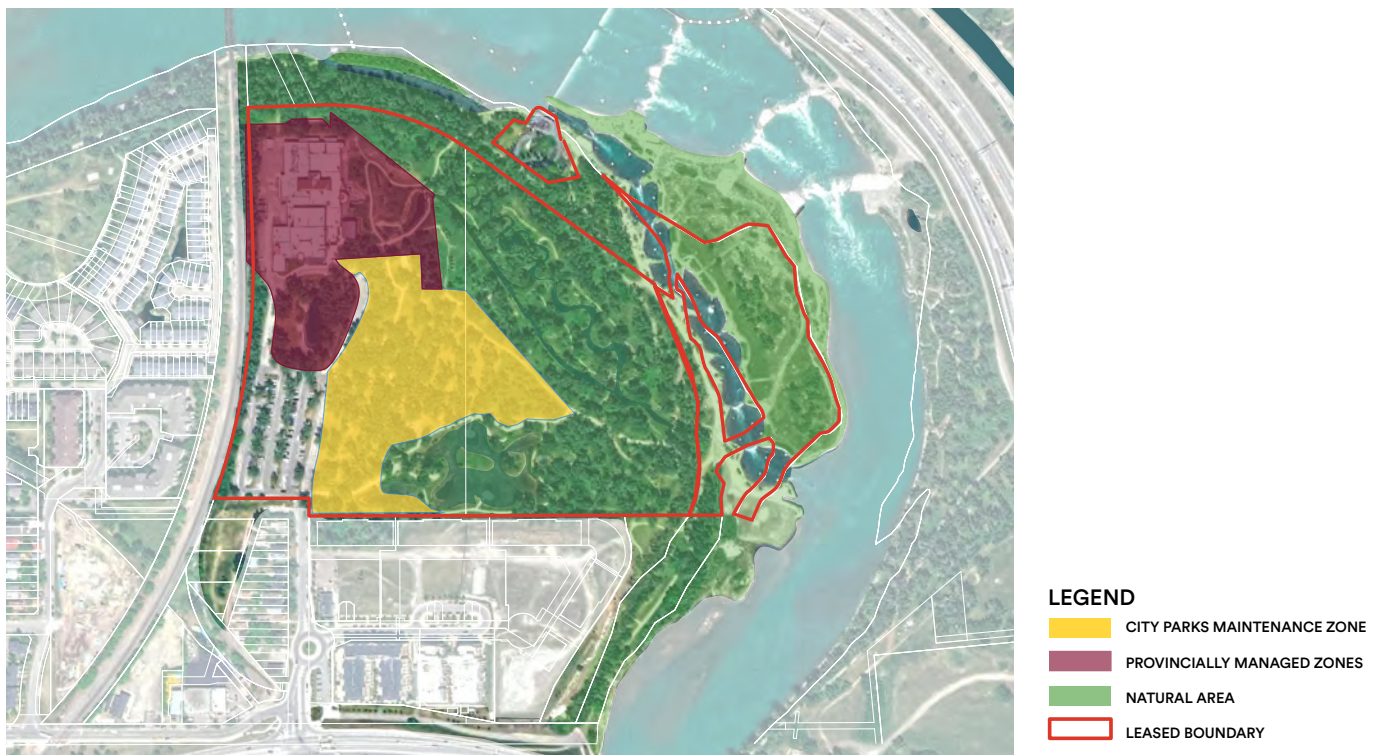 LEGEND
CITY PARKS MAINTENANCE ZONE
PROVINCIALLY MANAGED ZONES
NATURAL AREA
LEASED BOUNDARY